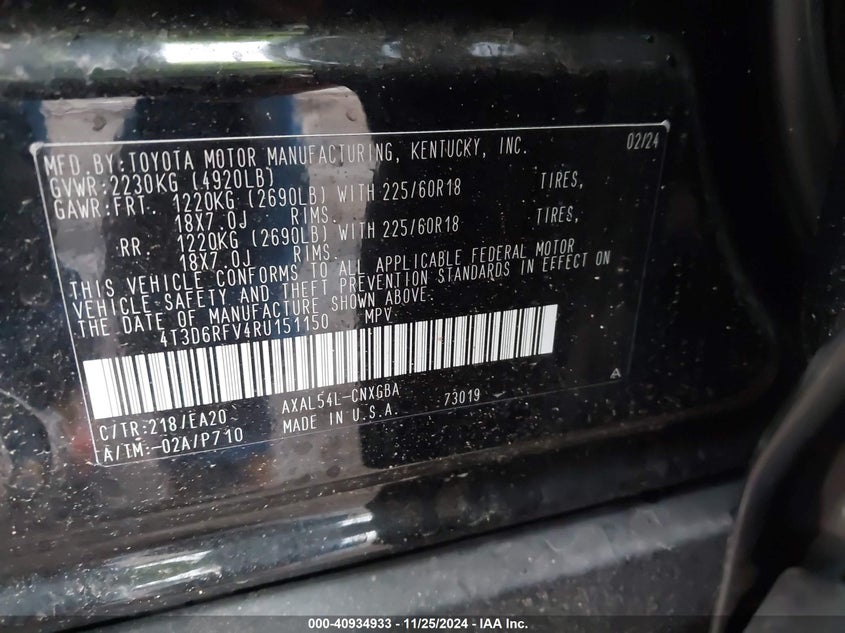 02/24
MFD.BY:TOYOTA MOTOR MANUFACTURING, KENTUCKY, INC.
GVWR:2230KG (4920LB)
GAWR:FRT. 1220KG (2690LB) WITH 225/60R18 TIRES,
18X7.0J RIMS.
RR. 1220KG (2690LB) WITH 225/60R18 TIRES,
18X7.0J RIMS.
THIS VEHICLE CONFORMS TO ALL APPLICABLE FEDERAL MOTOR
VEHICLE SAFETY AND THEFT PREVENTION STANDARDS IN EFFECT ON
THE DATE OF MANUFACTURE SHOWN ABOVE.
4T3D6RFV4RU151150 MPV
A
C/TR:218/EA20 AXAL54L-CNXGBA 73019
A/TM:-02A/P710 MADE IN U.S.A.
000-40934933 - 11/25/2024 - IAA Inc.